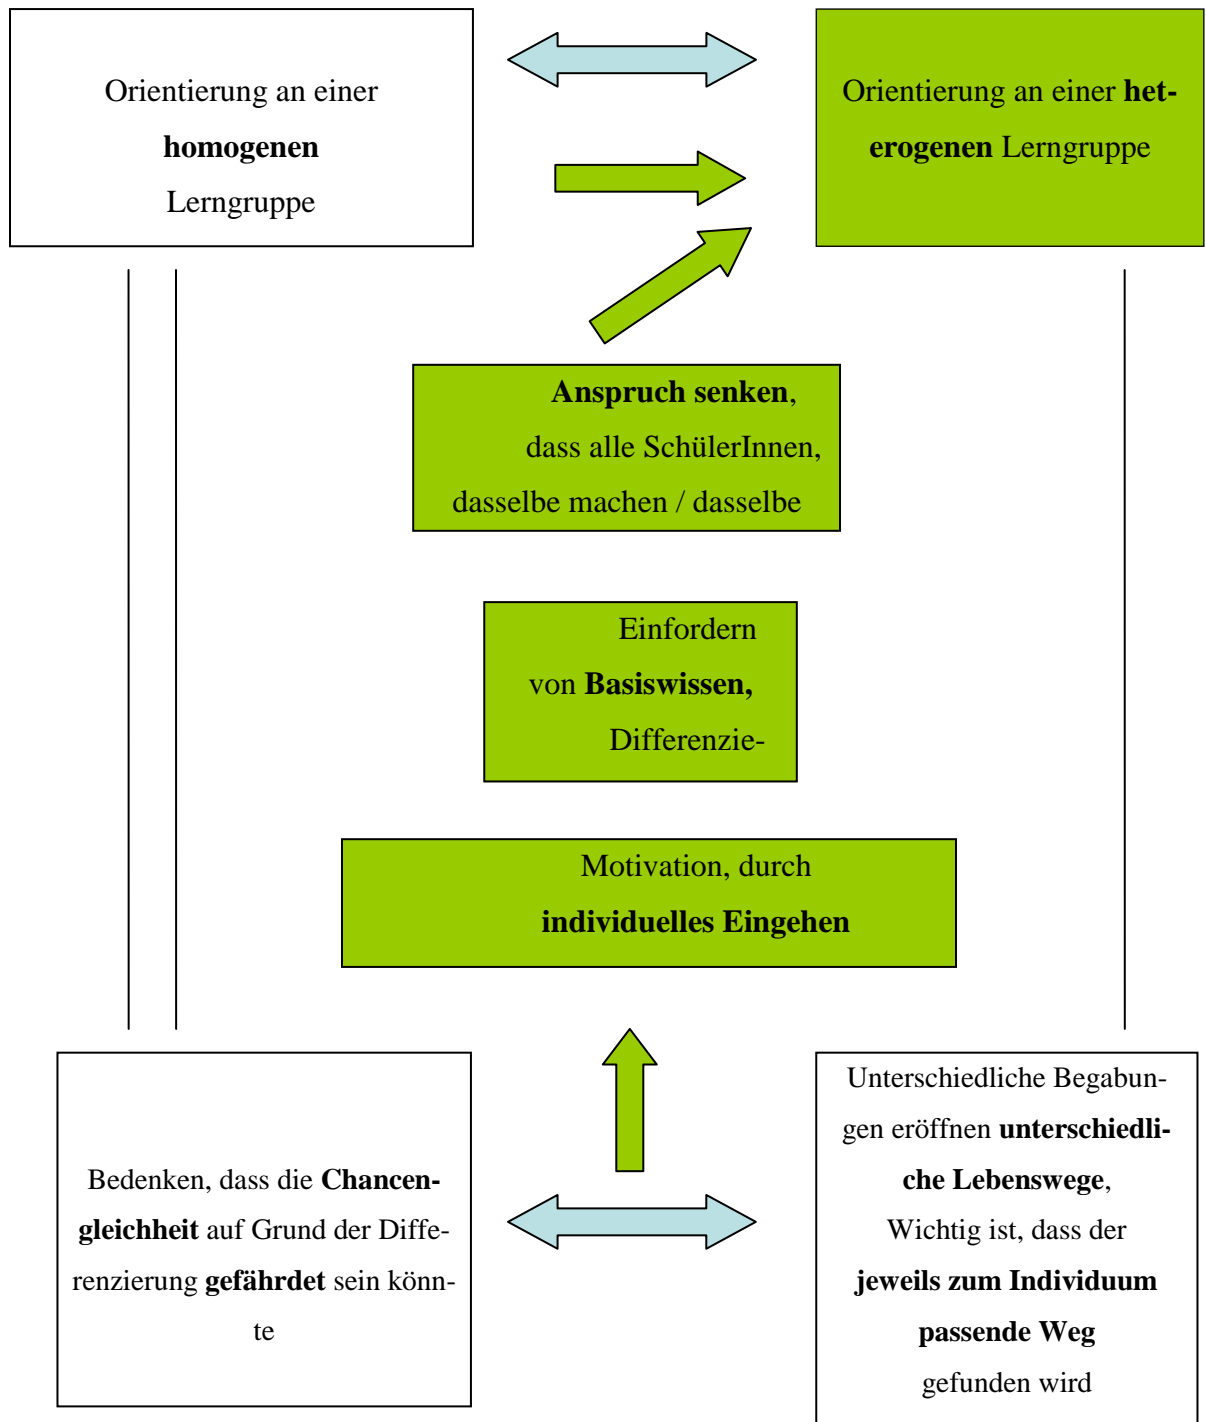 Orientierung an einer
homogenen
Lerngruppe
Orientierung an einer het-
erogenen Lerngruppe
Anspruch senken,
dass alle SchülerInnen,
dasselbe machen / dasselbe
Einfordern
von Basiswissen,
Differenzie-
Motivation, durch
individuelles Eingehen
Bedenken, dass die Chancen-
gleichheit auf Grund der Diffe-
renzierung gefährdet sein könn-
te
Unterschiedliche Begabun-
gen eröffnen unterschiedli-
che Lebenswege,
Wichtig ist, dass der
jeweils zum Individuum
passende Weg
gefunden wird